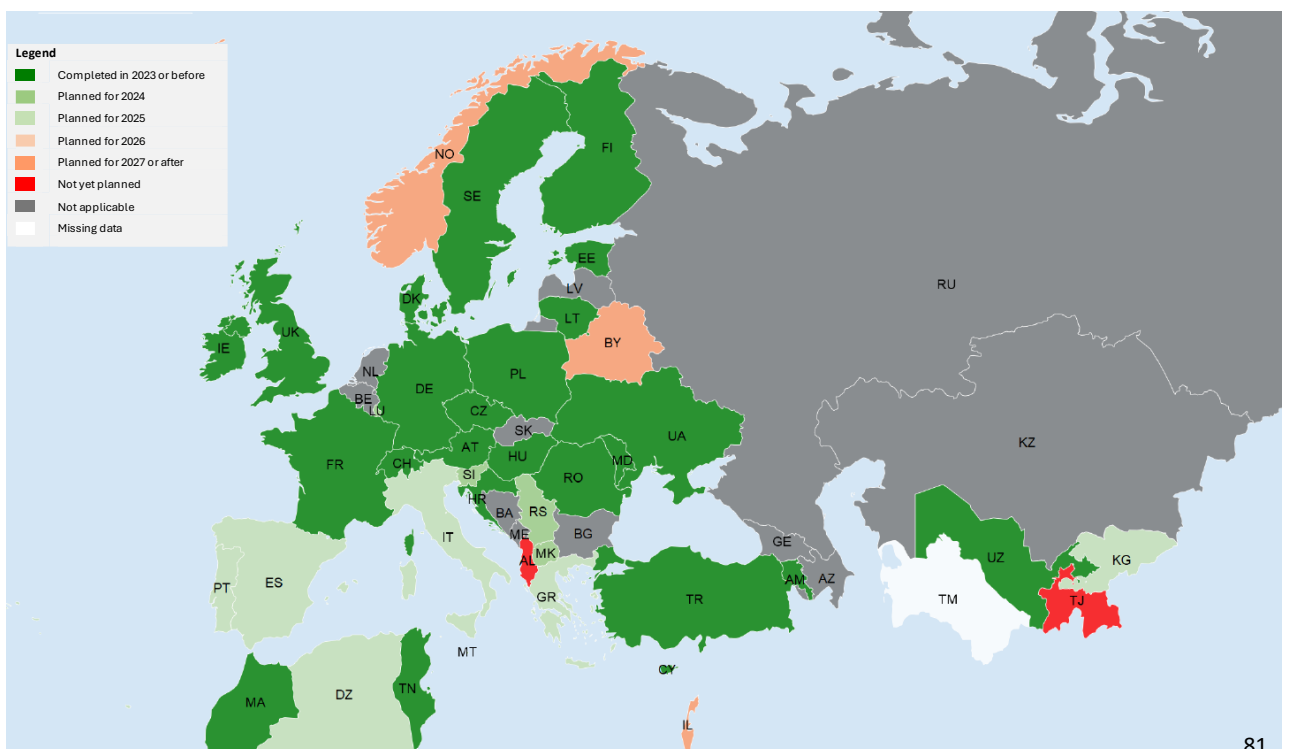 Legend
Completed in 2023 or before
Planned for 2024
Planned for 2025
Planned for 2026
Planned for 2027 or after
Not yet planned
Not applicable
Missing data
NO
FI
SE
EE
LV
RU
DK
LT
UK
BY
IE
NL
PL
DE
BE
LU
CZ
SK
UA
KZ
AT
HU
FR
CH
MD
SI
RO
HR
BA
RS
ME
BG
IT
GE
MK
AL
UZ
KG
PT
ES
AM
AZ
GR
TR
TM
TJ
MT
CY
DZ
TN
MA
IL
81